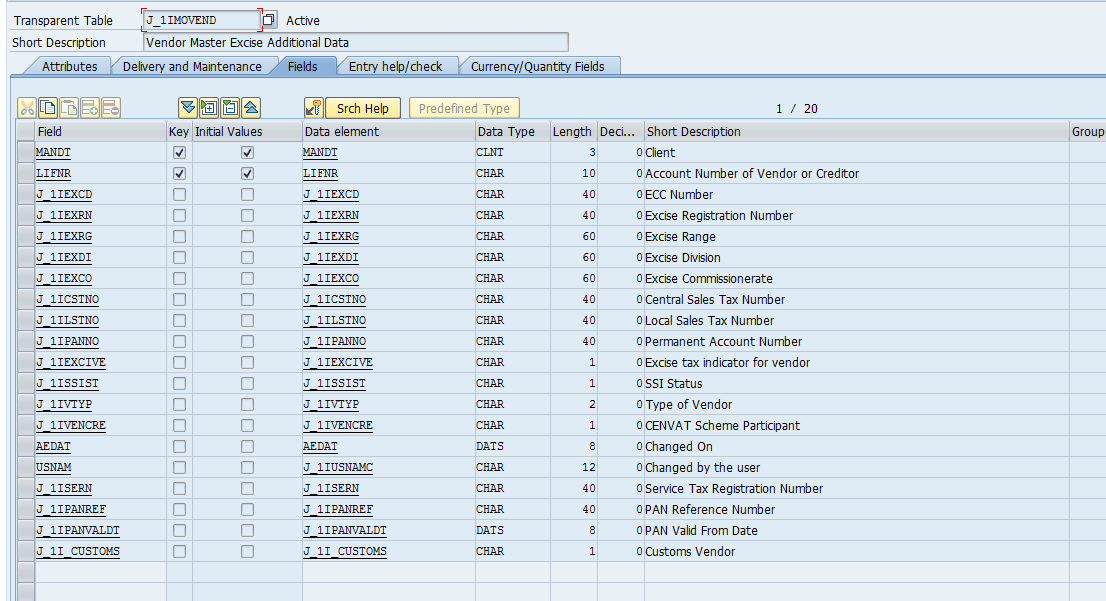 Transparent Table J_1IMOVEND Active
Short Description Vendor Master Excise Additional Data
Attributes Delivery and Maintenance Fields Entry help/check Currency/Quantity Fields
Srch Help Predefined Type 1 / 20
Field Key Initial Values Data element Data Type Length Deci... Short Description Group
MANDT MANDT CLNT 3 0 Client
LIFNR LIFNR CHAR 10 0 Account Number of Vendor or Creditor
J_1IEXCD J_1IEXCD CHAR 40 0 ECC Number
J_1IEXRN J_1IEXRN CHAR 40 0 Excise Registration Number
J_1IEXRG J_1IEXRG CHAR 60 0 Excise Range
J_1IEXDI J_1IEXDI CHAR 60 0 Excise Division
J_1IEXCO J_1IEXCO CHAR 60 0 Excise Commissionerate
J_1ICSTNO J_1ICSTNO CHAR 40 0 Central Sales Tax Number
J_1ILSTNO J_1ILSTNO CHAR 40 0 Local Sales Tax Number
J_1IPANNO J_1IPANNO CHAR 40 0 Permanent Account Number
J_1IEXCIVE J_1IEXCIVE CHAR 1 0 Excise tax indicator for vendor
J_1ISSIST J_1ISSIST CHAR 1 0 SSI Status
J_1IVTYP J_1IVTYP CHAR 2 0 Type of Vendor
J_1IVENCRE J_1IVENCRE CHAR 1 0 CENVAT Scheme Participant
AEDAT AEDAT DATS 8 0 Changed On
USNAM J_1IUSNAMC CHAR 12 0 Changed by the user
J_1ISERN J_1ISERN CHAR 40 0 Service Tax Registration Number
J_1IPANREF J_1IPANREF CHAR 40 0 PAN Reference Number
J_1IPANVALDT J_1IPANVALDT DATS 8 0 PAN Valid From Date
J_1I_CUSTOMS J_1I_CUSTOMS CHAR 1 0 Customs Vendor